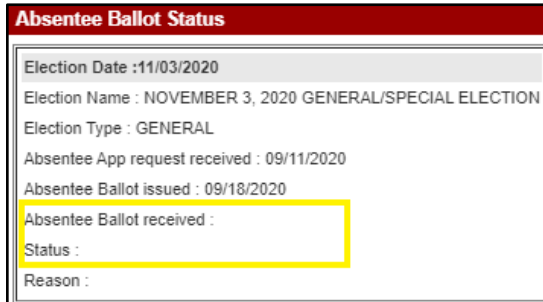 Absentee Ballot Status
Election Date :11/03/2020
Election Name : NOVEMBER 3, 2020 GENERAL/SPECIAL ELECTION
Election Type : GENERAL
Absentee App request received : 09/11/2020
Absentee Ballot issued : 09/18/2020
Absentee Ballot received :
Status :
Reason :